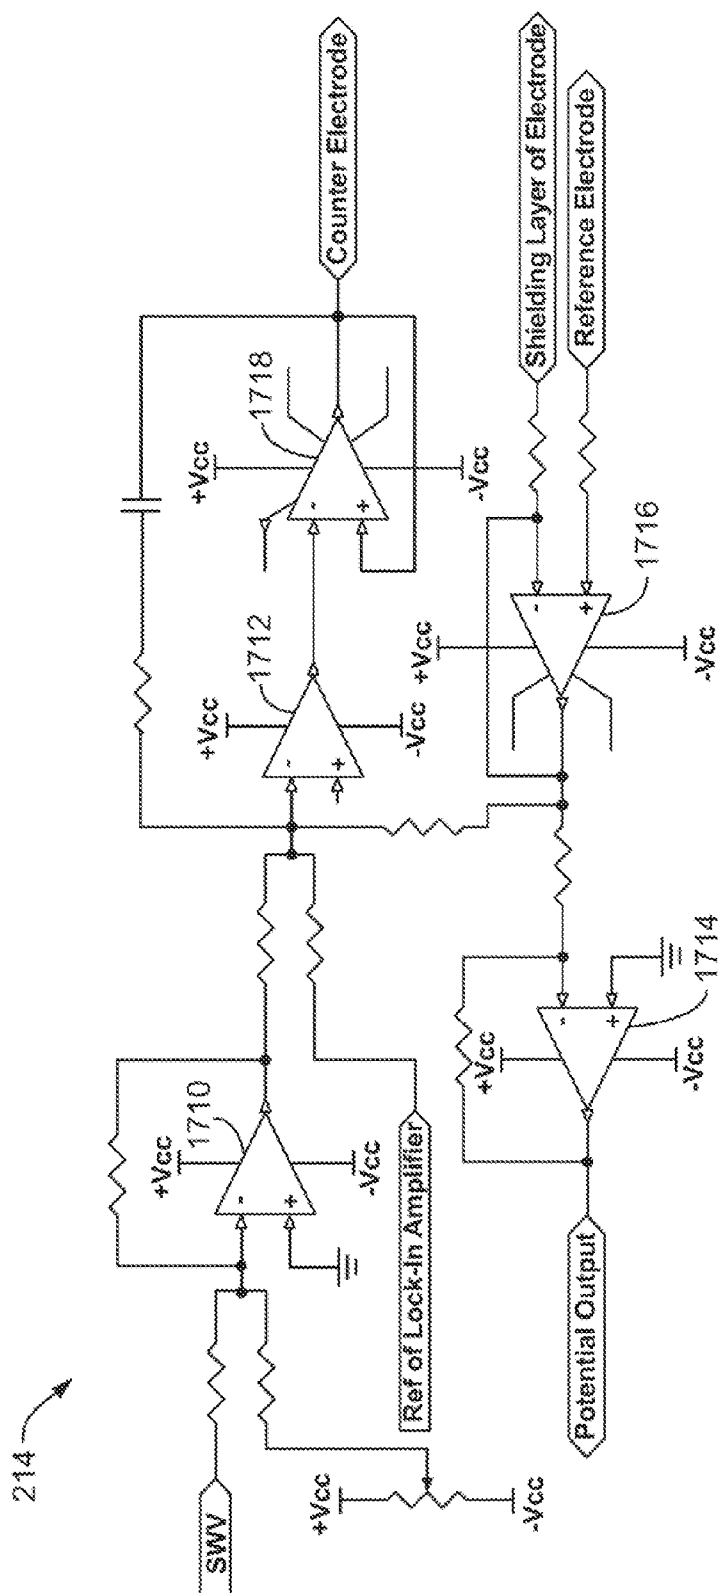 214
SWV
+Vcc
-Vcc
+Vcc
1710
-
+
-Vcc
Ref of Lock-In Amplifier
+Vcc
1712
-
+
-Vcc
+Vcc
1718
-
+
-Vcc
Counter Electrode
Potential Output
+Vcc
-
+
-Vcc
1714
+Vcc
-
+
-Vcc
1716
Shielding Layer of Electrode
Reference Electrode